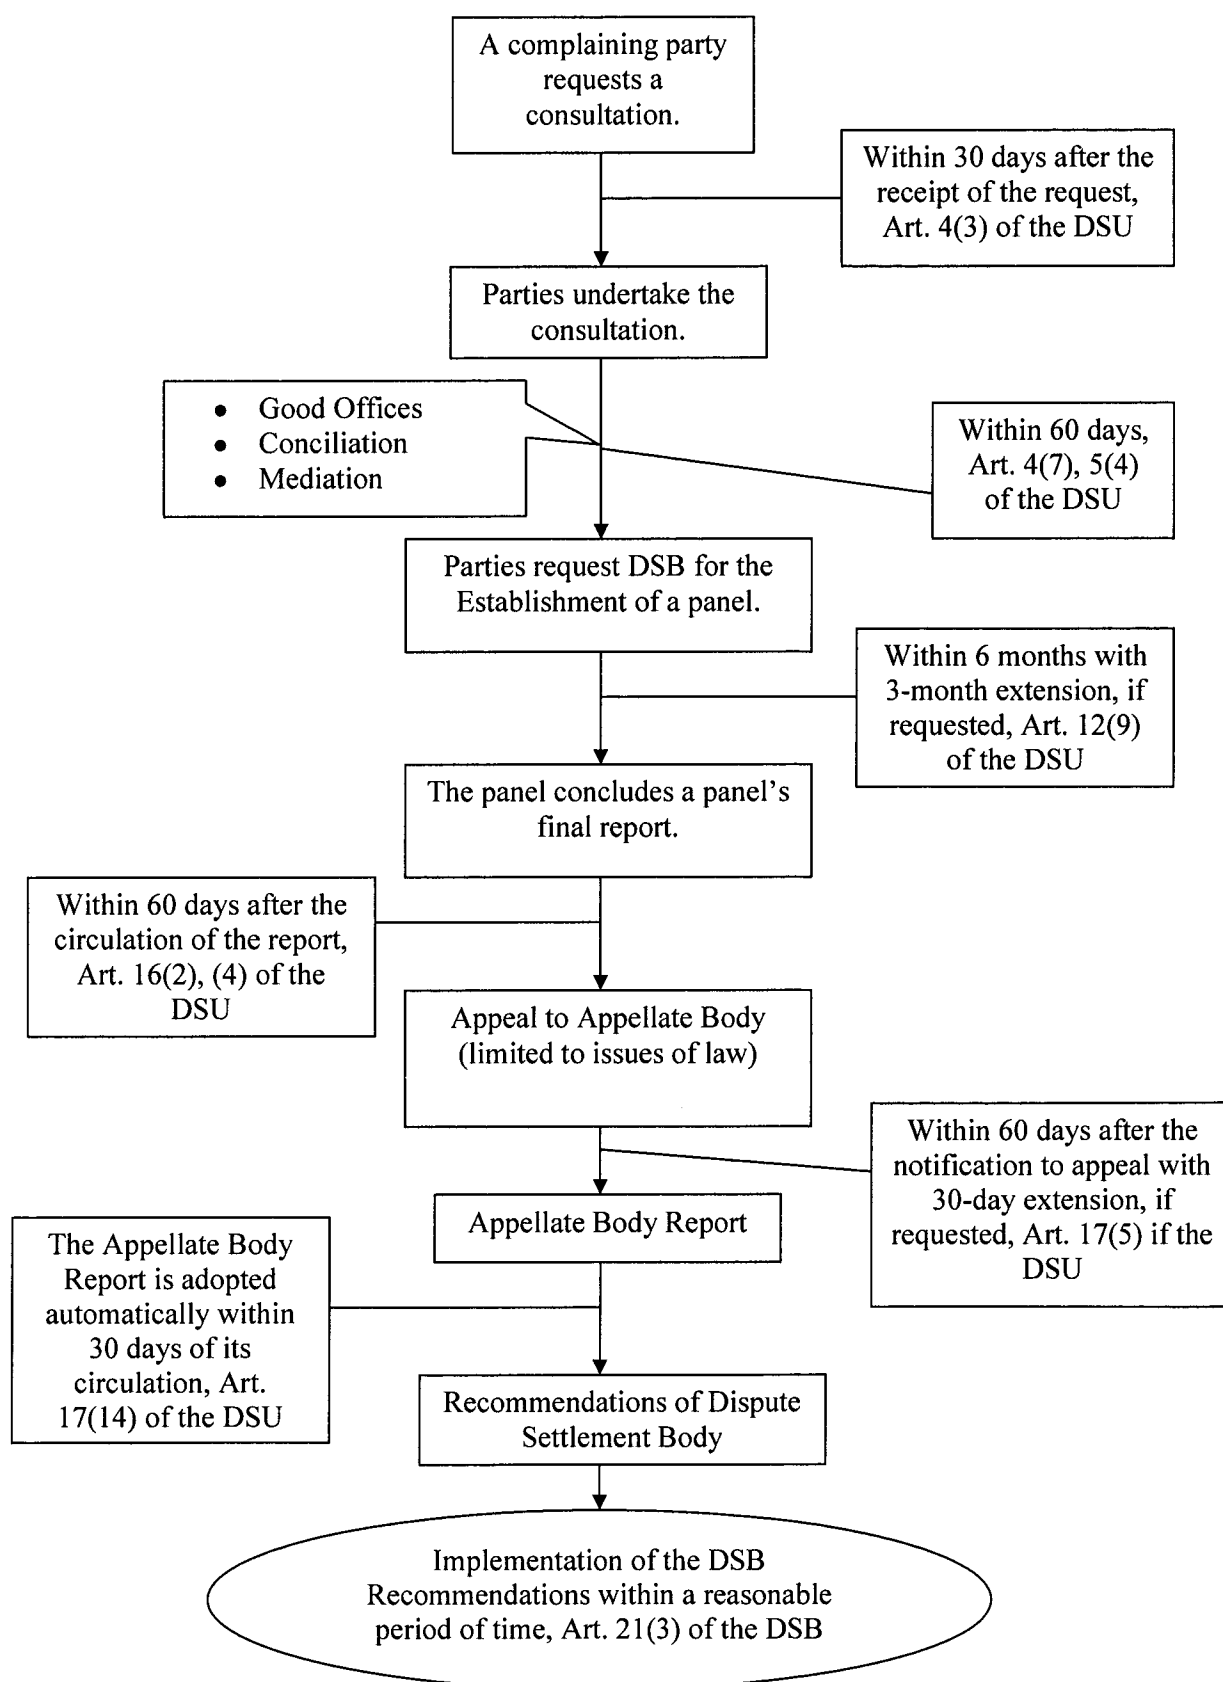 A complaining party
requests a
consultation.
Within 30 days after the
receipt of the request,
Art. 4(3) of the DSU
Parties undertake the
consultation.
• Good Offices
• Conciliation
• Mediation
Within 60 days,
Art. 4(7), 5(4)
of the DSU
Parties request DSB for the
Establishment of a panel.
Within 6 months with
3-month extension, if
requested, Art. 12(9)
of the DSU
The panel concludes a panel's
final report.
Within 60 days after the
circulation of the report,
Art. 16(2), (4) of the
DSU
Appeal to Appellate Body
(limited to issues of law)
Within 60 days after the
notification to appeal with
30-day extension, if
requested, Art. 17(5) if the
DSU
Appellate Body Report
The Appellate Body
Report is adopted
automatically within
30 days of its
circulation, Art.
17(14) of the DSU
Recommendations of Dispute
Settlement Body
Implementation of the DSB
Recommendations within a reasonable
period of time, Art. 21(3) of the DSB